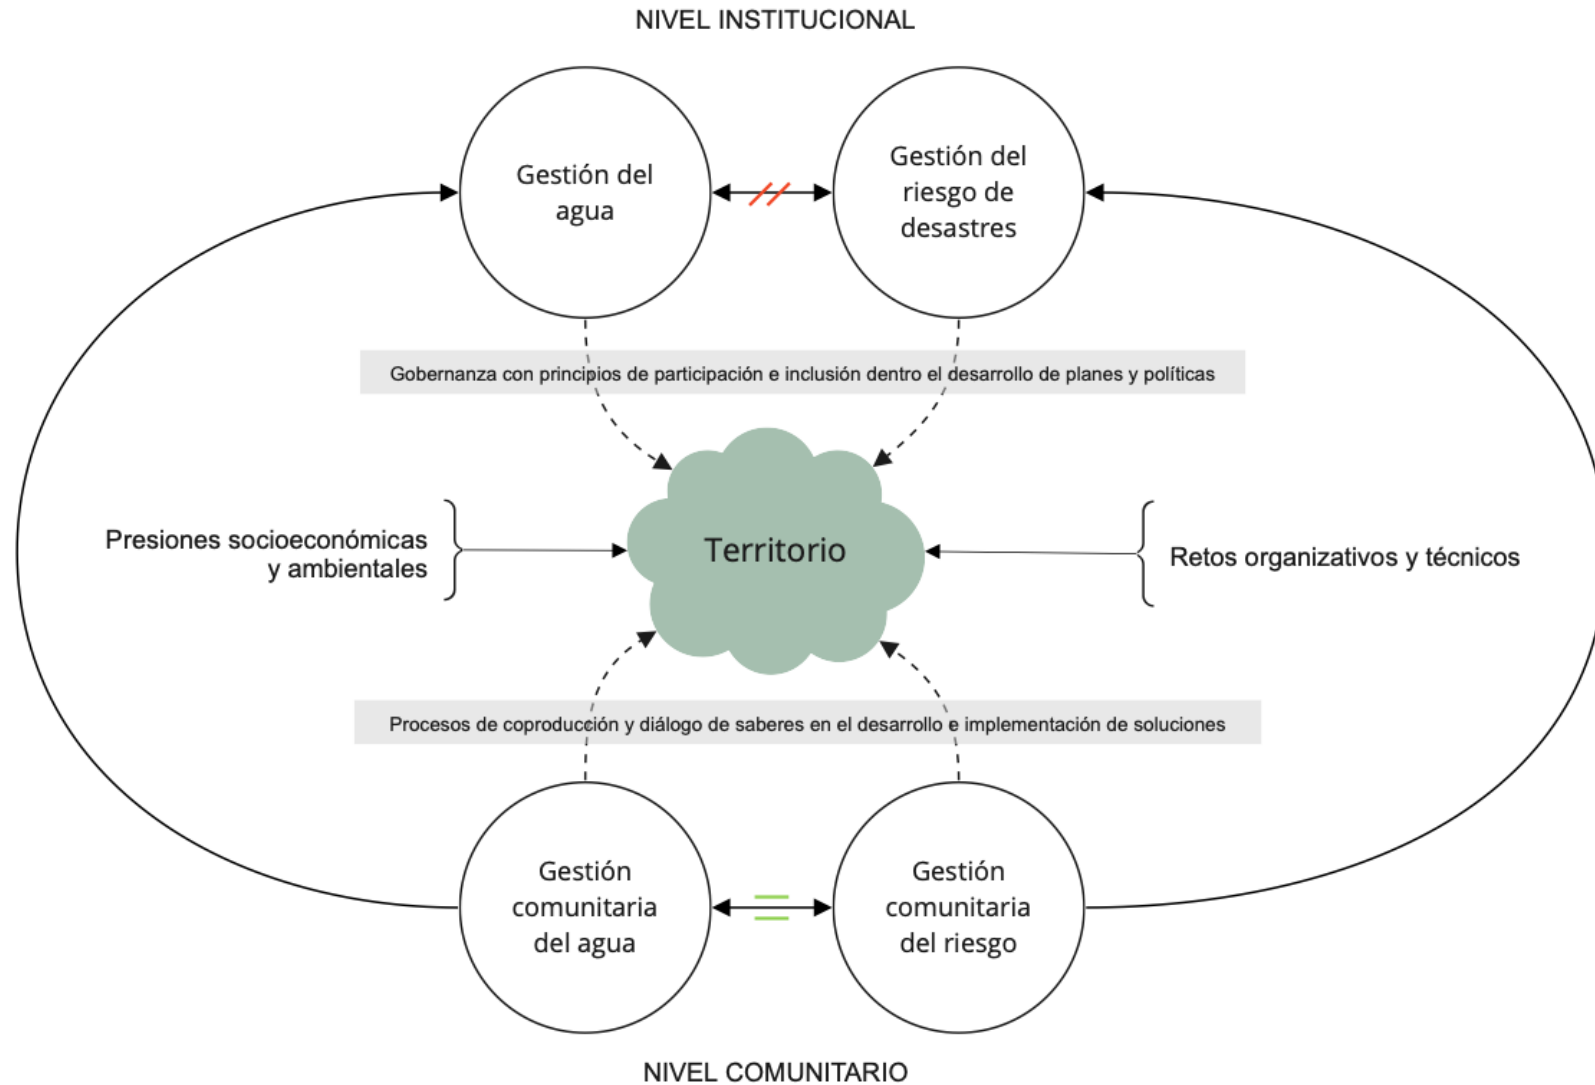 NIVEL INSTITUCIONAL
Gestión del
agua
Gestión del
riesgo de
desastres
Gobernanza con principios de participación e inclusión dentro el desarrollo de planes y políticas
Presiones socioeconómicas
y ambientales
Territorio
Retos organizativos y técnicos
Procesos de coproducción y diálogo de saberes en el desarrollo e implementación de soluciones
Gestión
comunitaria
del agua
Gestión
comunitaria
del riesgo
NIVEL COMUNITARIO